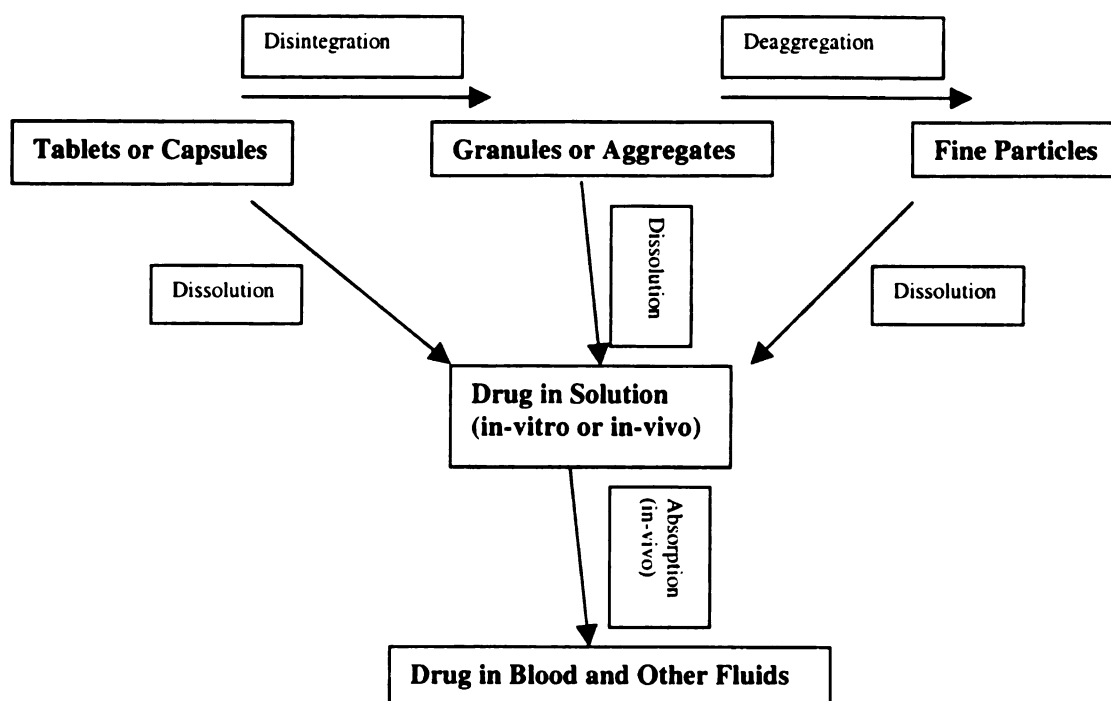 Disintegration
Deaggregation
Tablets or Capsules
Granules or Aggregates
Fine Particles
Dissolution
Dissolution
Dissolution
Drug in Solution
(in-vitro or in-vivo)
Absorption
(in-vivo)
Drug in Blood and Other Fluids